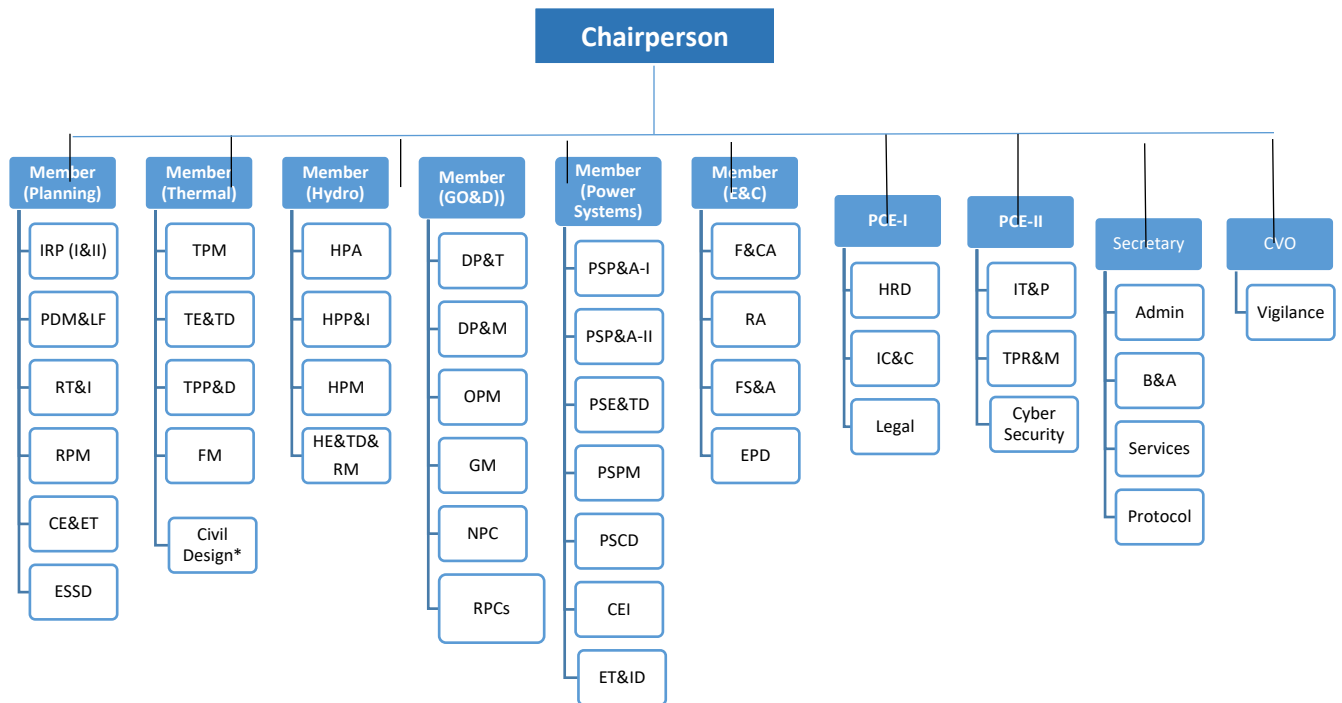 Chairperson
Member
(Planning)
IRP (I&II)
PDM&LF
RT&I
RPM
CE&ET
ESSD
Member
(Thermal)
TPM
TE&TD
TPP&D
FM
Civil
Design*
Member
(Hydro)
HPA
HPP&I
HPM
HE&TD&
RM
Member
(GO&D))
DP&T
DP&M
OPM
GM
NPC
RPCs
Member
(Power
Systems)
PSP&A-I
PSP&A-II
PSE&TD
PSPM
PSCD
CEI
ET&ID
Member
(E&C)
F&CA
RA
FS&A
EPD
PCE-I
HRD
IC&C
Legal
PCE-II
IT&P
TPR&M
Cyber
Security
Secretary
Admin
B&A
Services
Protocol
CVO
Vigilance